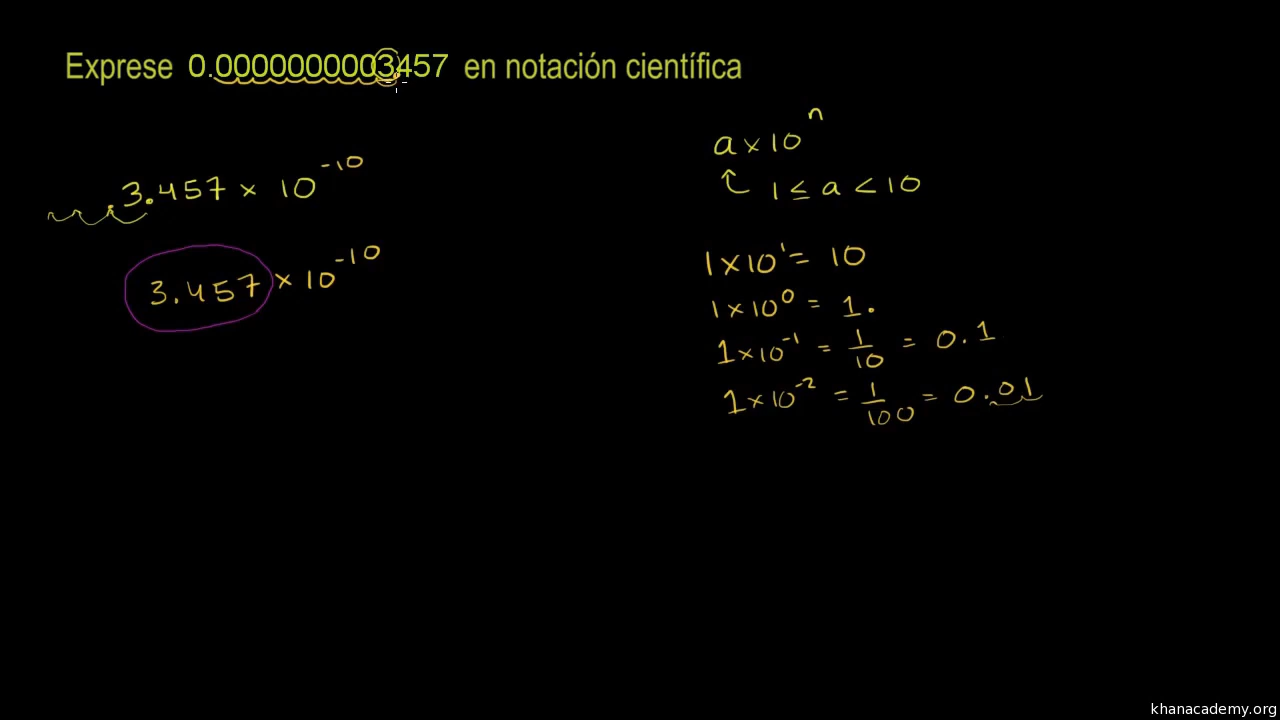 Exprese 0.0000000003457 en notación científica
a × 10ⁿ
1 ≤ a < 10
3.457 × 10⁻¹⁰
3.457 × 10⁻¹⁰
1 × 10¹ = 10
1 × 10⁰ = 1.
1 × 10⁻¹ = 1/10 = 0.1
1 × 10⁻² = 1/100 = 0.01
khanacademy.org